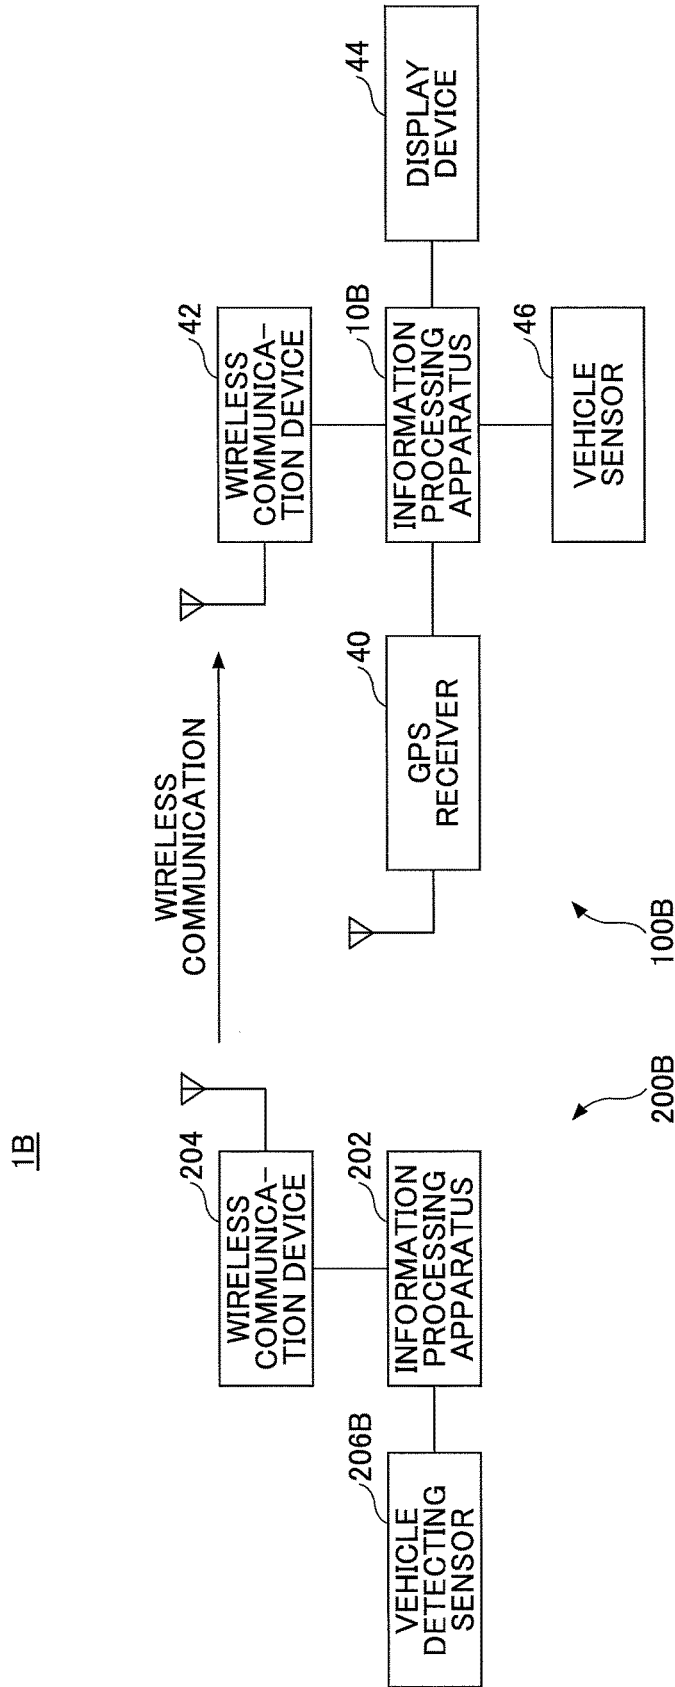 1B
204
WIRELESS
COMMUNICA-
TION DEVICE
WIRELESS
COMMUNICATION
42
WIRELESS
COMMUNICA-
TION DEVICE
206B
VEHICLE
DETECTING
SENSOR
202
INFORMATION
PROCESSING
APPARATUS
40
GPS
RECEIVER
10B
INFORMATION
PROCESSING
APPARATUS
44
DISPLAY
DEVICE
46
VEHICLE
SENSOR
200B
100B